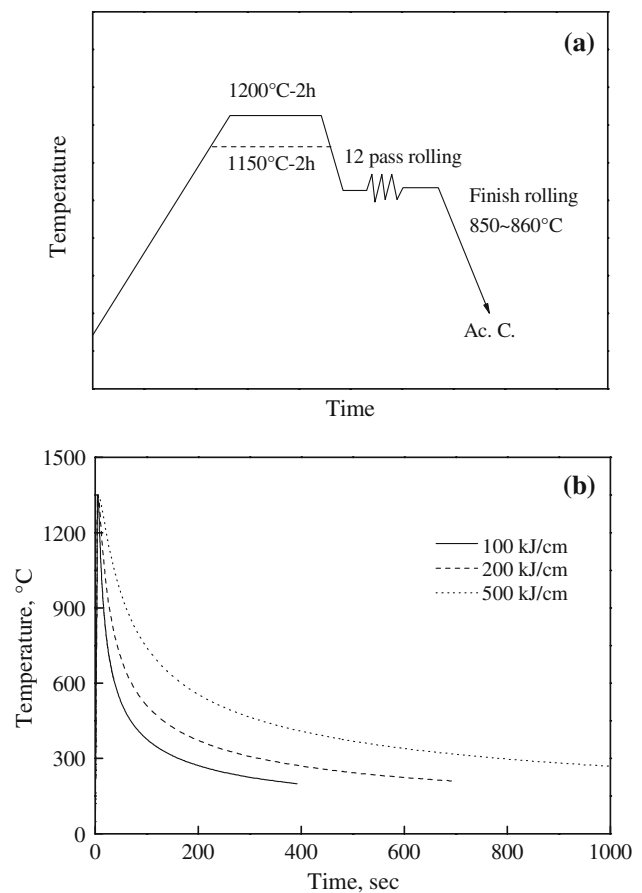 (a)
1200°C-2h
1150°C-2h
12 pass rolling
Finish rolling
850~860°C
Ac. C.
Temperature
Time
(b)
1500
1200
900
600
300
0
100 kJ/cm
200 kJ/cm
500 kJ/cm
Temperature, °C
0
200
400
600
800
1000
Time, sec